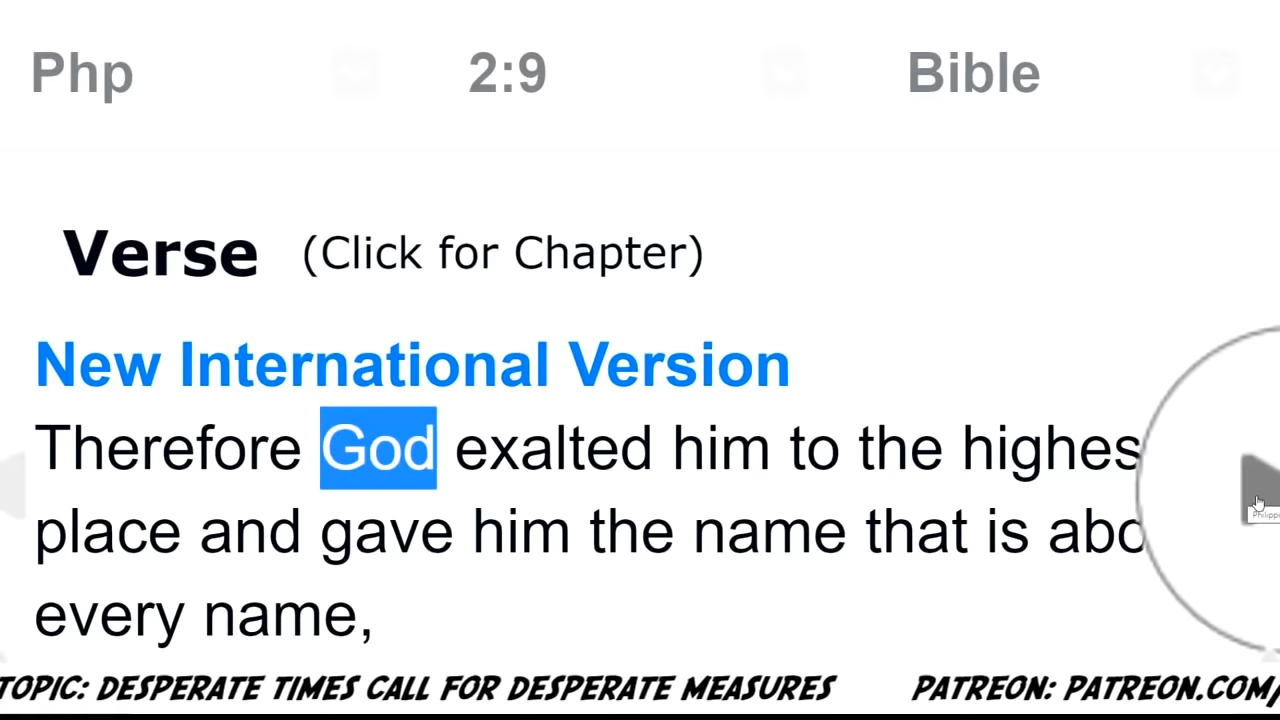 Php 2:9 Bible
Verse (Click for Chapter)
New International Version
Therefore God exalted him to the highes
place and gave him the name that is abo
every name,
TOPIC: DESPERATE TIMES CALL FOR DESPERATE MEASURES PATREON: PATREON.COM/